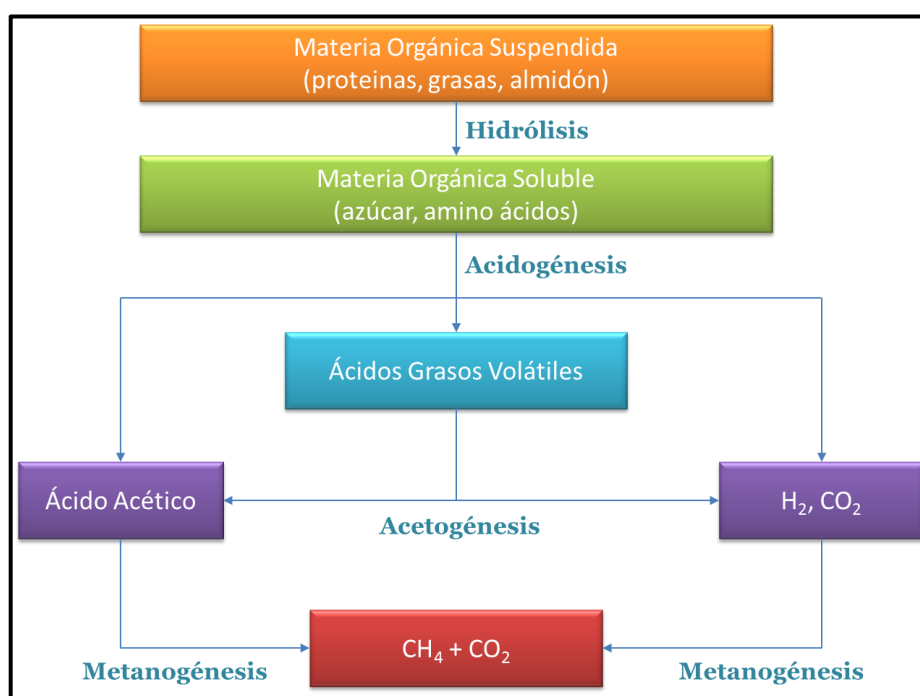 Materia Orgánica Suspendida
(proteinas, grasas, almidón)
Hidrólisis
Materia Orgánica Soluble
(azúcar, amino ácidos)
Acidogénesis
Ácidos Grasos Volátiles
Ácido Acético
H₂, CO₂
Acetogénesis
CH₄ + CO₂
Metanogénesis
Metanogénesis